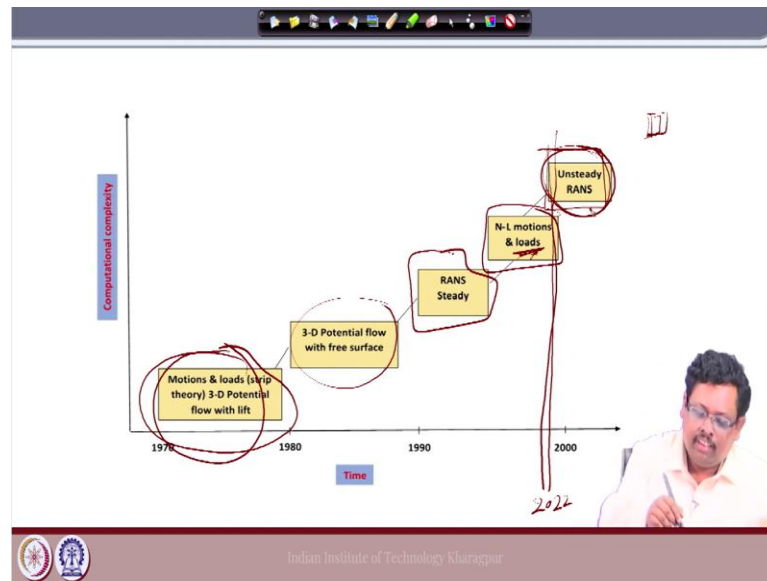 Computational complexity
Unsteady
RANS
N-L motions
& loads
RANS
Steady
3-D Potential flow
with free surface
Motions & loads (strip
theory) 3-D Potential
flow with lift
1970
1980
1990
2000
Time
2022
Indian Institute of Technology Kharagpur